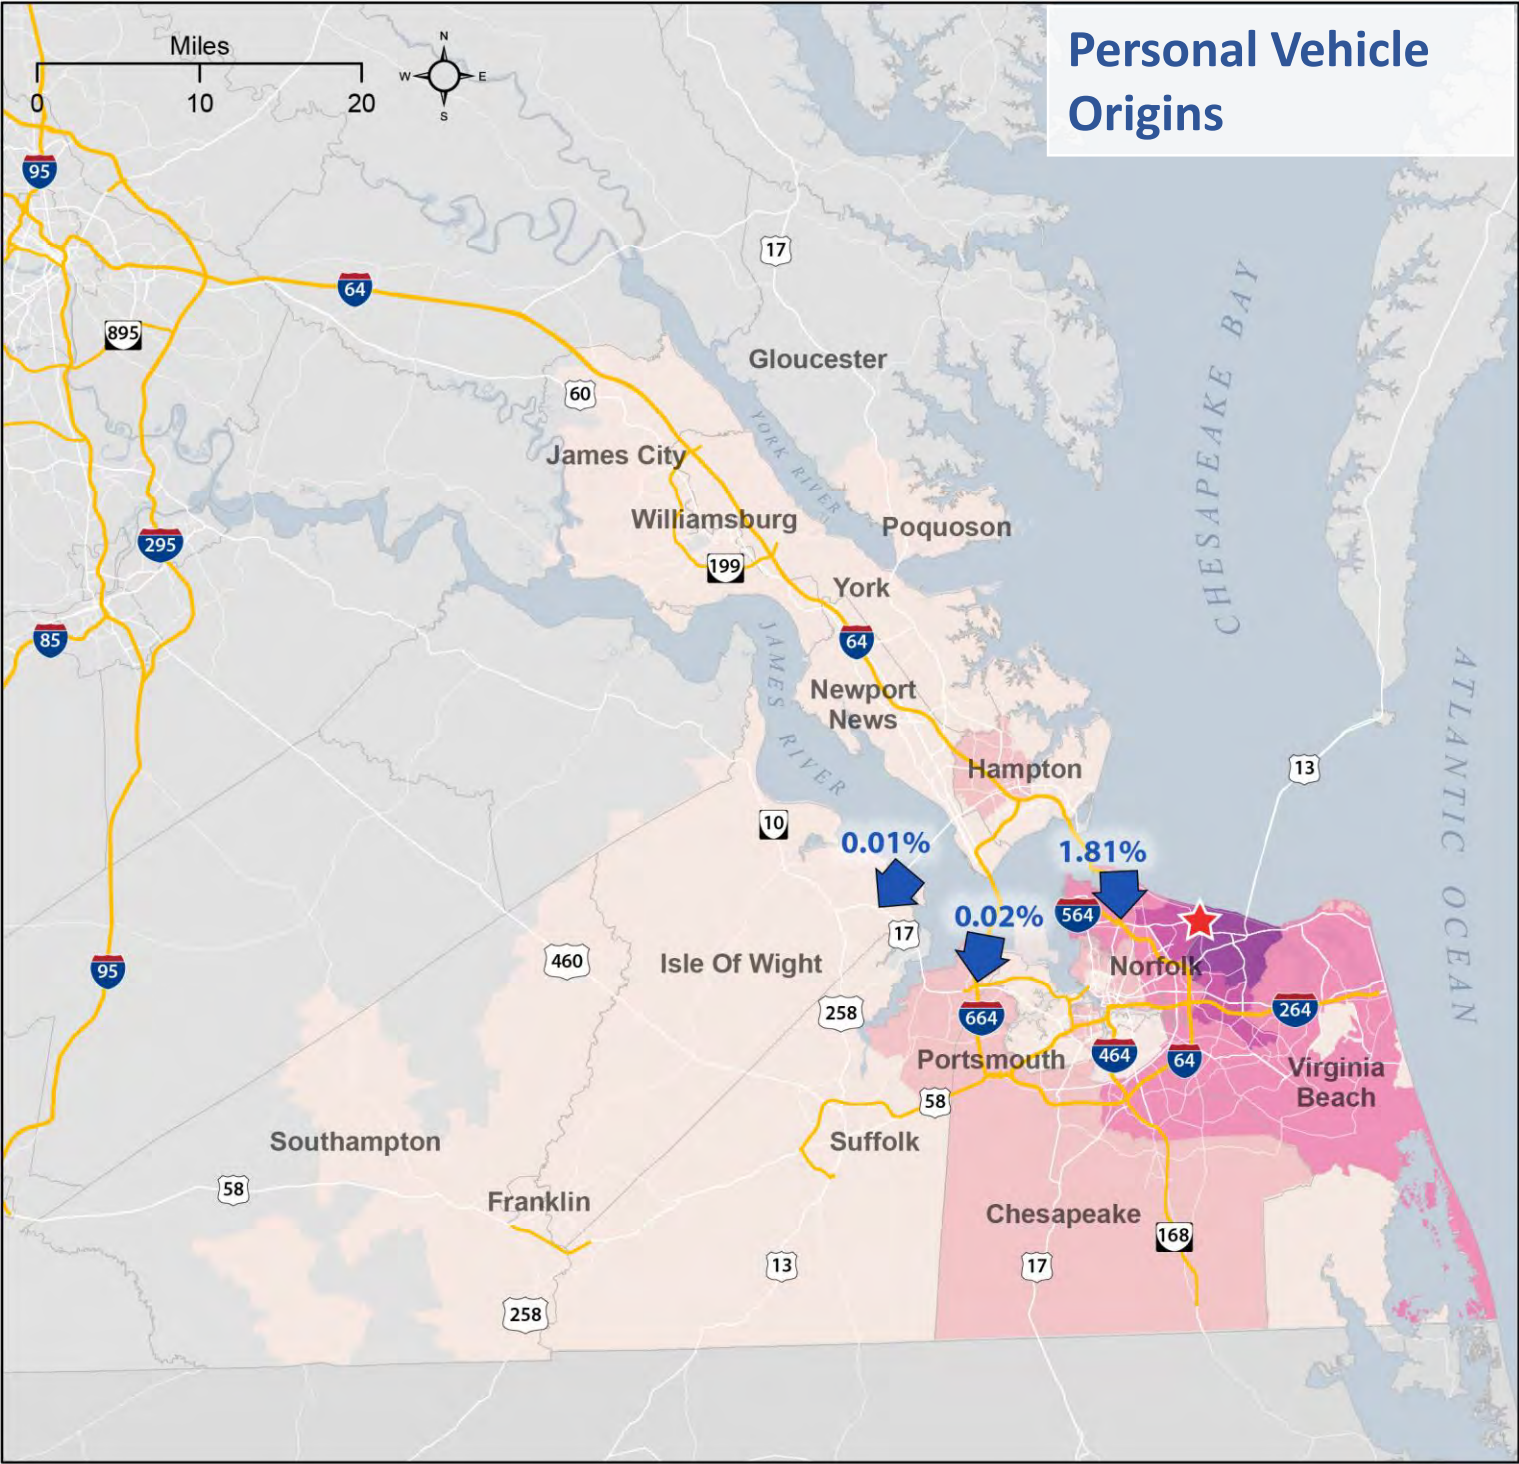 Personal Vehicle
Origins
Miles
0 10 20
N
W E
S
95
17
CHESAPEAKE BAY
64
895
Gloucester
60
YORK RIVER
James City
Williamsburg
Poquoson
295
199
York
85
64
JAMES RIVER
ATLANTIC OCEAN
Newport
News
Hampton
13
10
0.01%
1.81%
0.02%
564
17
95
460
Isle Of Wight
Norfolk
258
664
264
Portsmouth
464
64
Virginia
Beach
58
Southampton
Suffolk
58
Franklin
Chesapeake
168
13
17
258